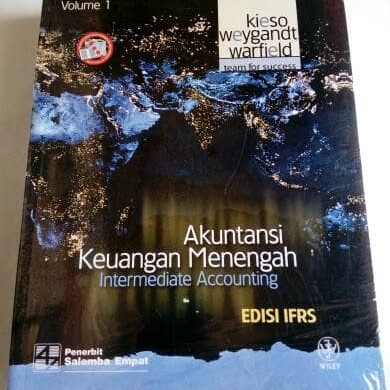 Volume 1
kieso
weygandt
warfield
team for success
Akuntansi
Keuangan Menengah
Intermediate Accounting
EDISI IFRS
Penerbit
Salemba Empat
WILEY